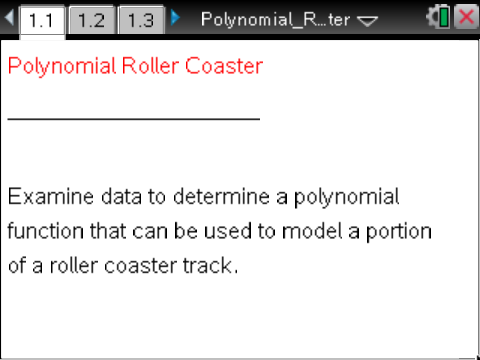 1.1 1.2 1.3 Polynomial_R...ter
Polynomial Roller Coaster
Examine data to determine a polynomial
function that can be used to model a portion
of a roller coaster track.